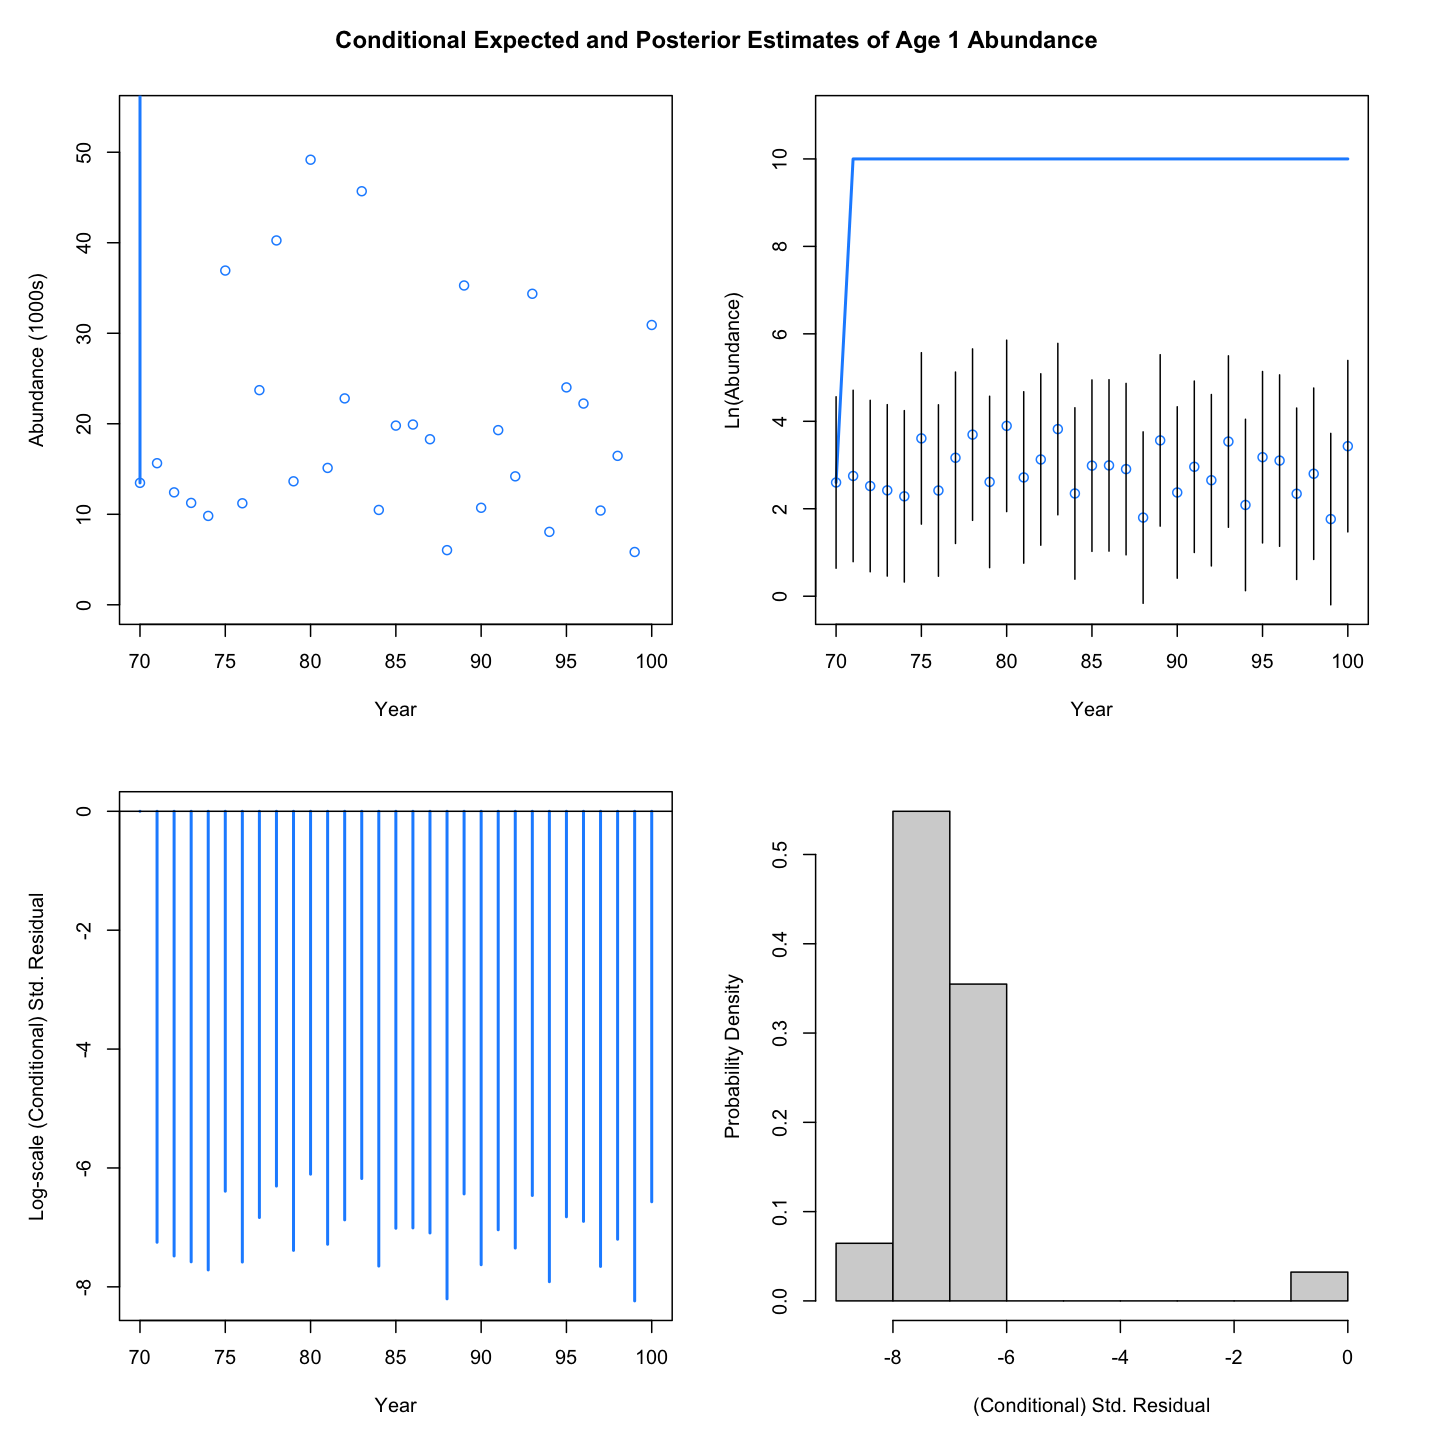 Conditional Expected and Posterior Estimates of Age 1 Abundance
Abundance (1000s)
50
40
30
20
10
0
70 75 80 85 90 95 100
Year
Ln(Abundance)
10
8
6
4
2
0
70 75 80 85 90 95 100
Year
Log-scale (Conditional) Std. Residual
0
-2
-4
-6
-8
70 75 80 85 90 95 100
Year
Probability Density
0.5
0.4
0.3
0.2
0.1
0.0
-8 -6 -4 -2 0
(Conditional) Std. Residual